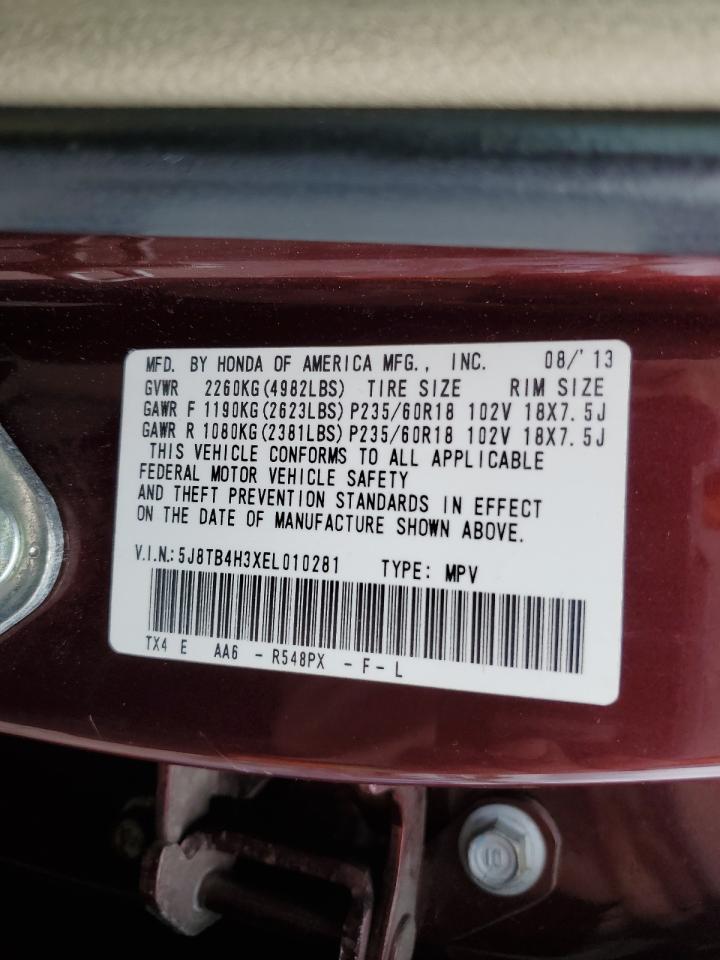 MFD. BY HONDA OF AMERICA MFG., INC. 08/'13
GVWR 2260KG(4982LBS) TIRE SIZE RIM SIZE
GAWR F 1190KG(2623LBS) P235/60R18 102V 18X7.5J
GAWR R 1080KG(2381LBS) P235/60R18 102V 18X7.5J
THIS VEHICLE CONFORMS TO ALL APPLICABLE
FEDERAL MOTOR VEHICLE SAFETY
AND THEFT PREVENTION STANDARDS IN EFFECT
ON THE DATE OF MANUFACTURE SHOWN ABOVE.
V.I.N.: 5J8TB4H3XEL010281 TYPE: MPV
TX4 E AA6 - R548PX - F - L
10